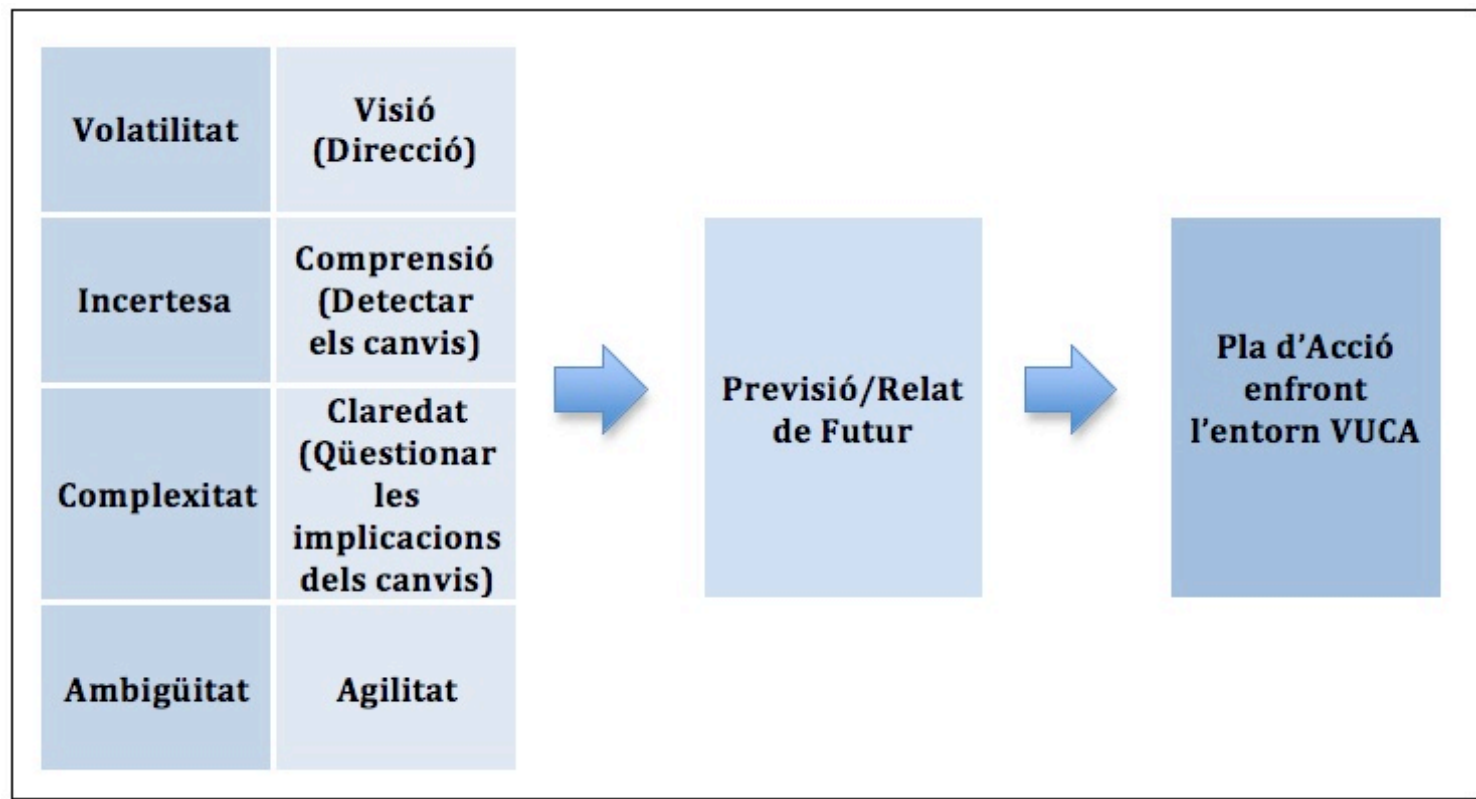 Volatilitat
Visió
(Direcció)
Incertesa
Comprensió
(Detectar
els canvis)
Complexitat
Claredat
(Qüestionar
les
implicacions
dels canvis)
Ambigüitat
Agilitat
Previsió/Relat
de Futur
Pla d’Acció
enfront
l’entorn VUCA